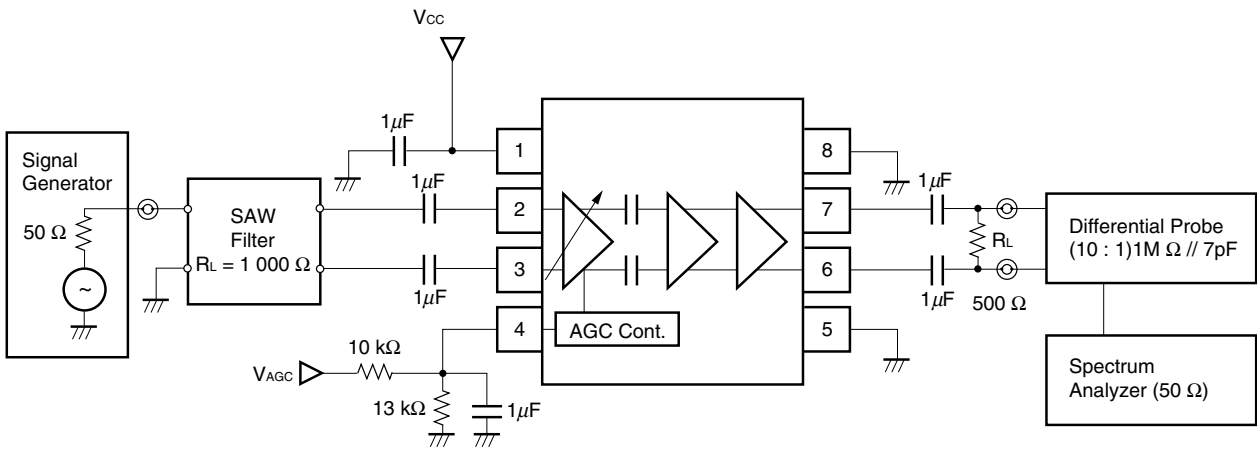 VCC
1μF
1
8
Signal
Generator
50 Ω
~
SAW
Filter
RL = 1 000 Ω
1μF
2
7
1μF
3
6
1μF
1μF
RL
500 Ω
Differential Probe
(10 : 1)1M Ω // 7pF
4
AGC Cont.
5
VAGC
10 kΩ
13 kΩ
1μF
Spectrum
Analyzer (50 Ω)